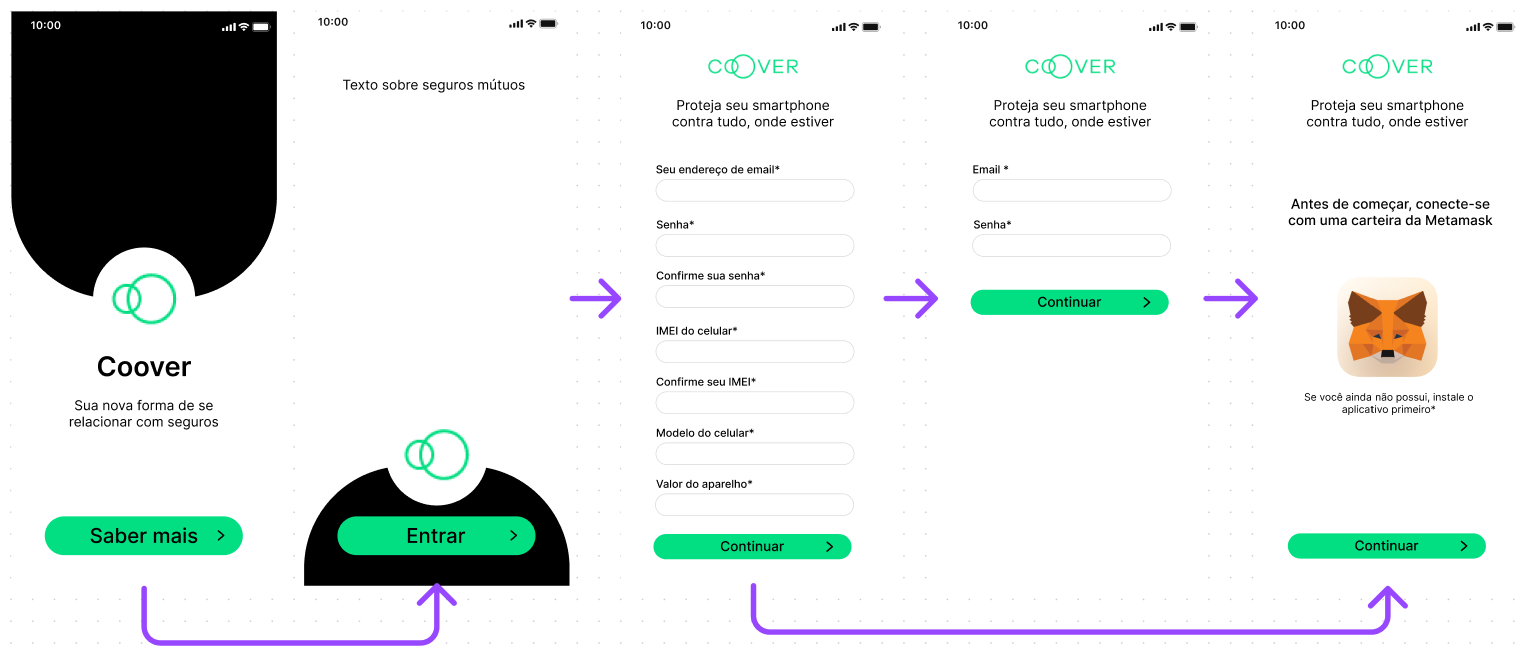 10:00
Coover
Sua nova forma de se
relacionar com seguros
Saber mais
10:00
Texto sobre seguros mútuos
Entrar
10:00
COOVER
Proteja seu smartphone
contra tudo, onde estiver
Seu endereço de email*
Senha*
Confirme sua senha*
IMEI do celular*
Confirme seu IMEI*
Modelo do celular*
Valor do aparelho*
Continuar
10:00
COOVER
Proteja seu smartphone
contra tudo, onde estiver
Email *
Senha*
Continuar
10:00
COOVER
Proteja seu smartphone
contra tudo, onde estiver
Antes de começar, conecte-se
com uma carteira da Metamask
Se você ainda não possui, instale o
aplicativo primeiro*
Continuar